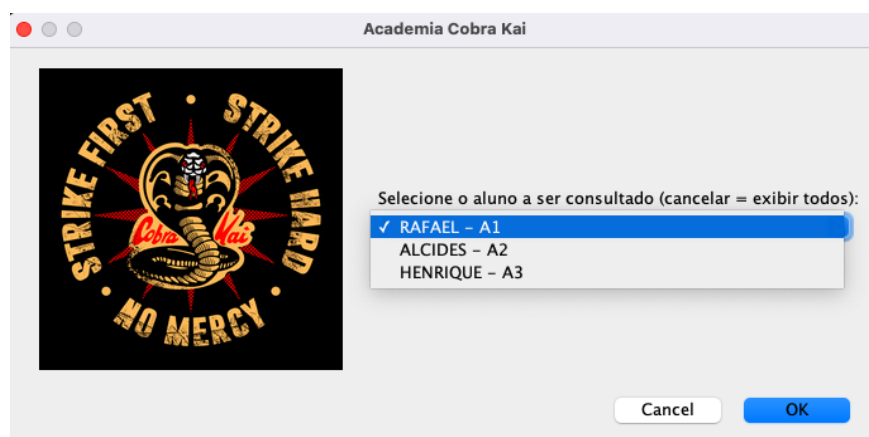 Academia Cobra Kai
STRIKE FIRST • STRIKE HARD • NO MERCY •
Cobra Kai
Selecione o aluno a ser consultado (cancelar = exibir todos):
✓ RAFAEL – A1
ALCIDES – A2
HENRIQUE – A3
Cancel OK